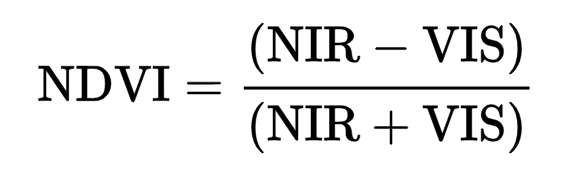 NDVI = (NIR − VIS)
(NIR + VIS)